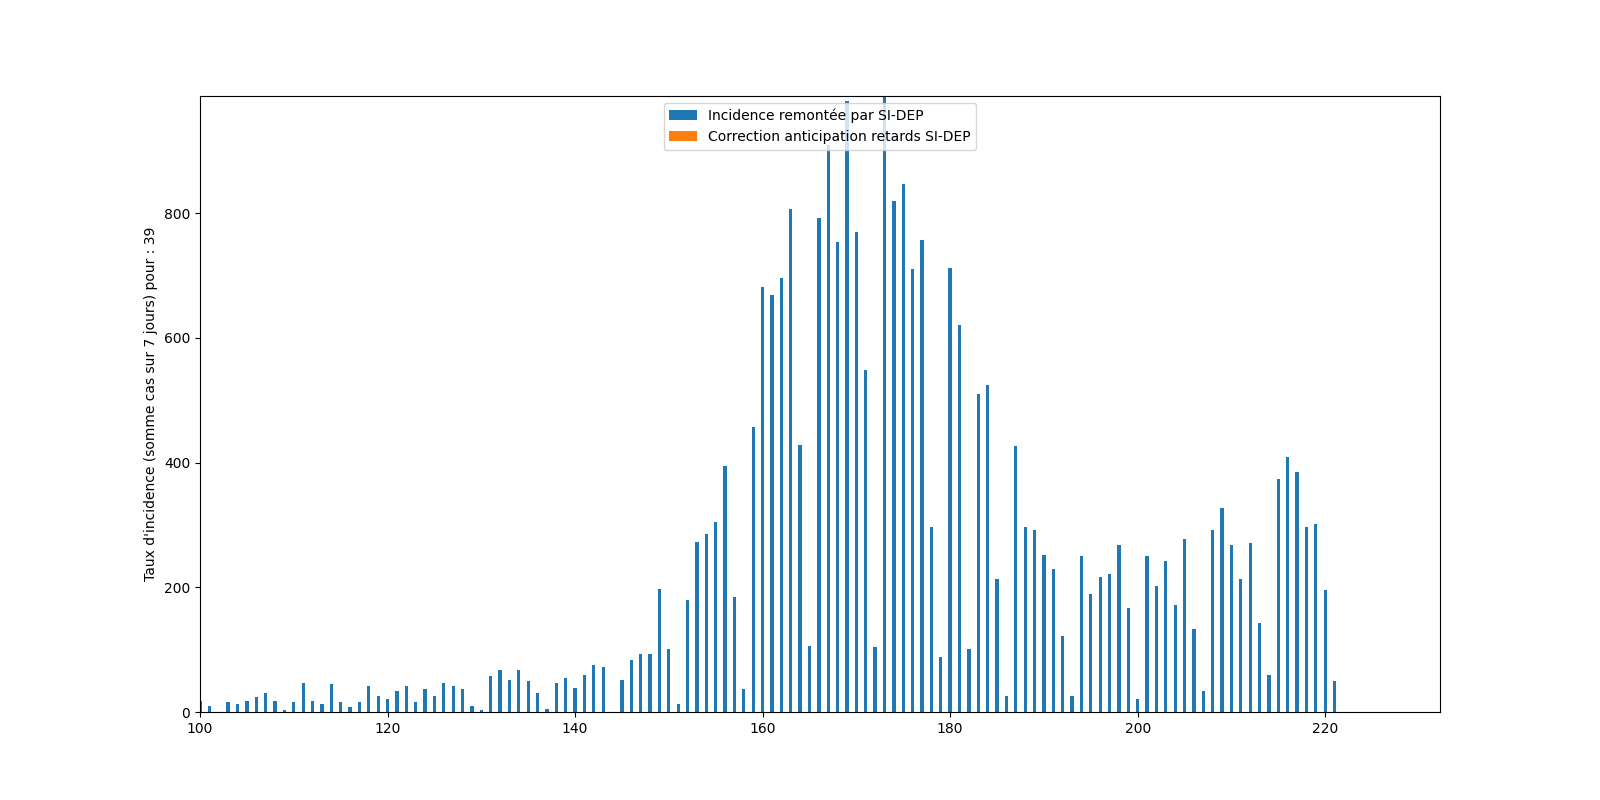 Incidence remontée par SI-DEP
Correction anticipation retards SI-DEP
Taux d'incidence (somme cas sur 7 jours) pour : 39
800
600
400
200
0
100 120 140 160 180 200 220